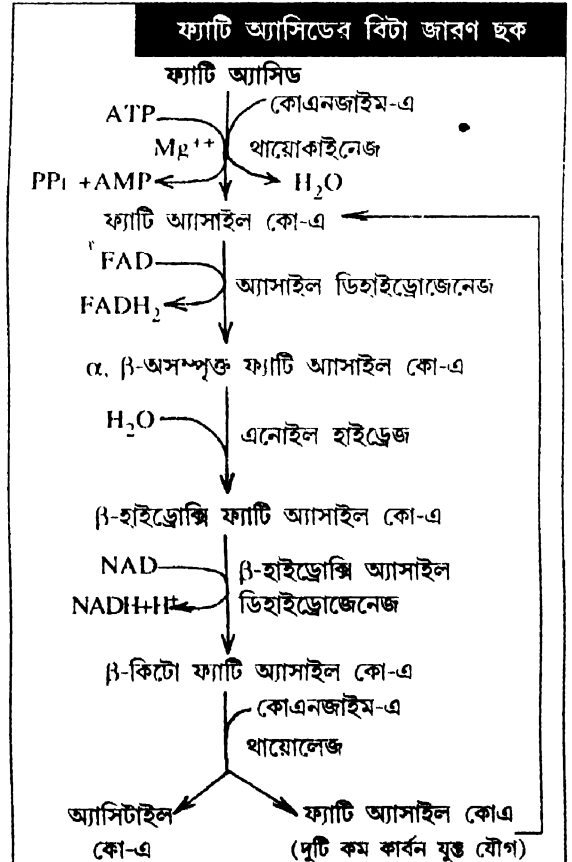 ফ্যাটি অ্যাসিডের বিটা জারণ ছক
ফ্যাটি অ্যাসিড
ATP কোএনজাইম-এ
Mg++ থায়োকাইনেজ
PPi +AMP H2O
ফ্যাটি অ্যাসাইল কো-এ
FAD
অ্যাসাইল ডিহাইড্রোজেনেজ
FADH2
α, β-অসম্পৃক্ত ফ্যাটি অ্যাসাইল কো-এ
H2O
এনোইল হাইড্রেজ
β-হাইড্রোক্সি ফ্যাটি অ্যাসাইল কো-এ
NAD β-হাইড্রোক্সি অ্যাসাইল
NADH+H+ ডিহাইড্রোজেনেজ
β-কিটো ফ্যাটি অ্যাসাইল কো-এ
কোএনজাইম-এ
থায়োলেজ
অ্যাসিটাইল ফ্যাটি অ্যাসাইল কোএ
কো-এ (দুটি কম কার্বন যুক্ত যৌগ)